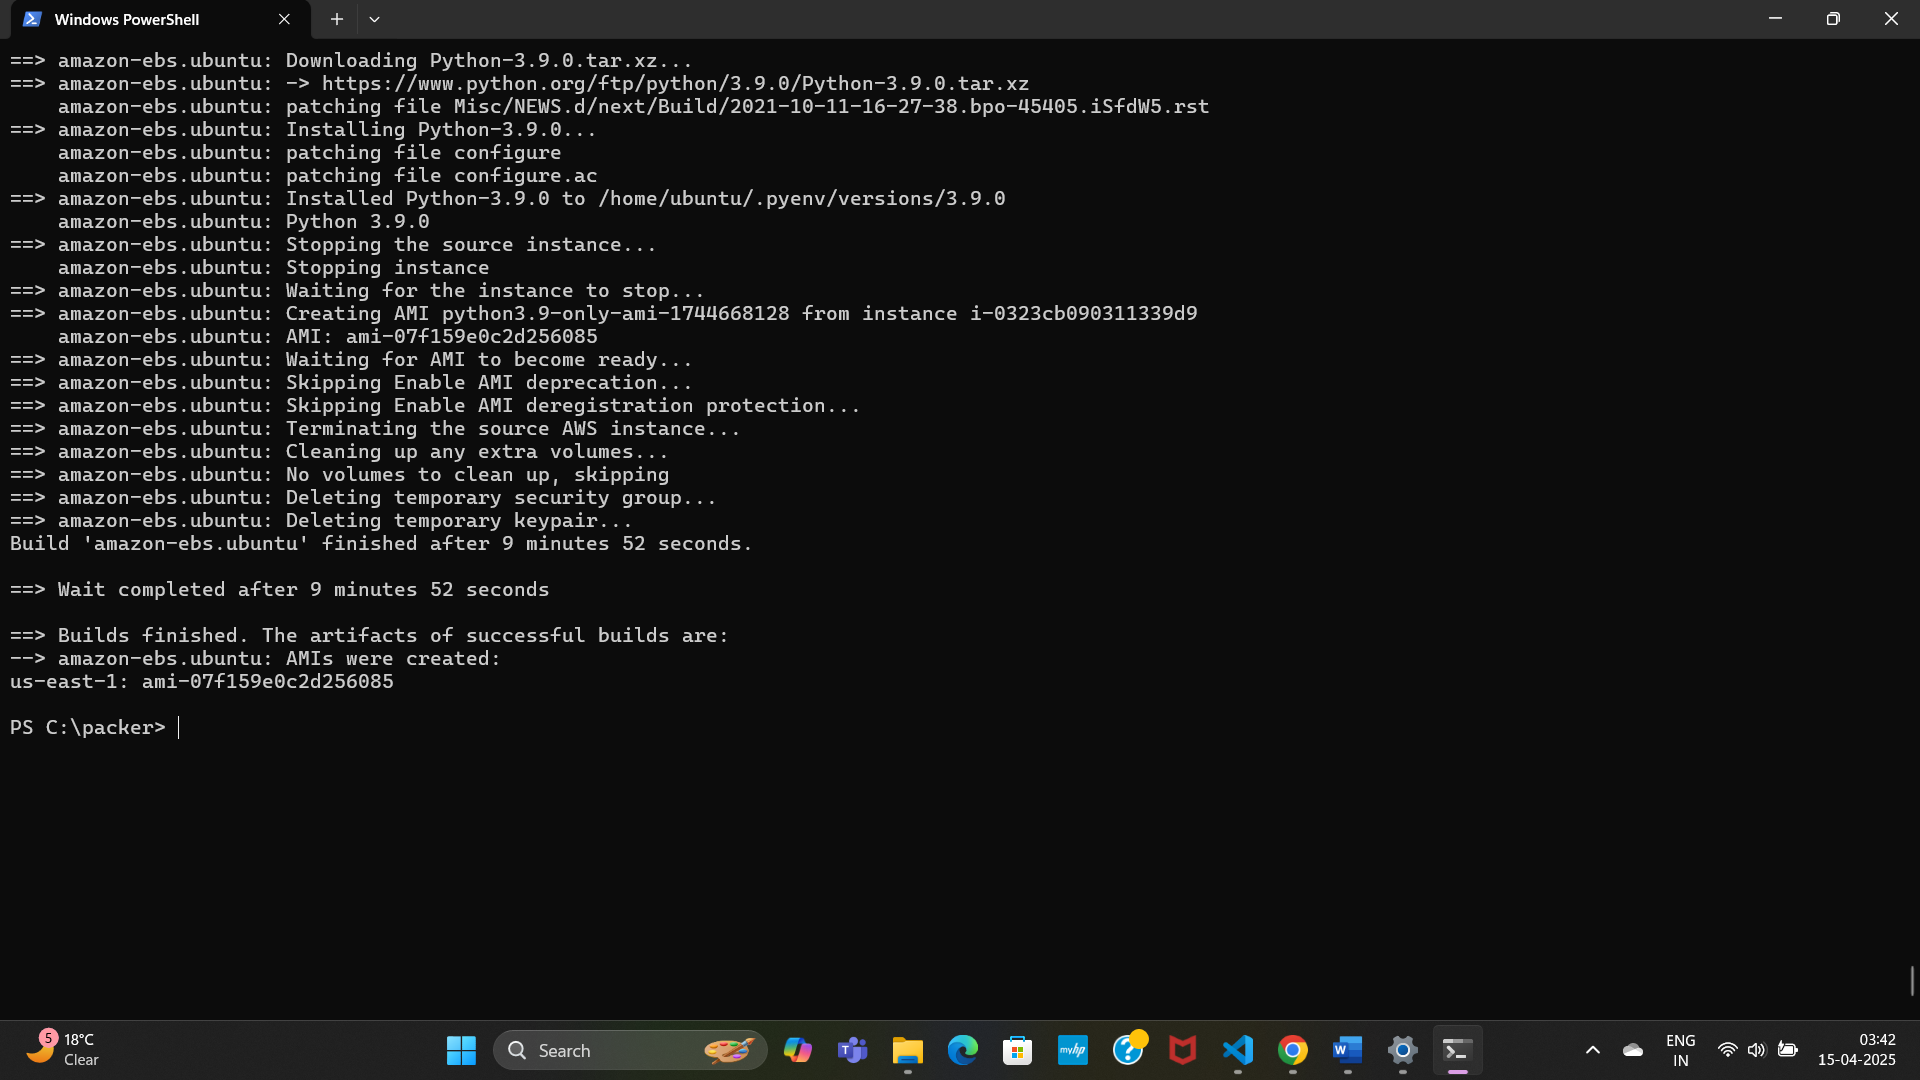 Windows PowerShell
==> amazon-ebs.ubuntu: Downloading Python-3.9.0.tar.xz...
==> amazon-ebs.ubuntu: -> https://www.python.org/ftp/python/3.9.0/Python-3.9.0.tar.xz
    amazon-ebs.ubuntu: patching file Misc/NEWS.d/next/Build/2021-10-11-16-27-38.bpo-45405.iSfdW5.rst
==> amazon-ebs.ubuntu: Installing Python-3.9.0...
    amazon-ebs.ubuntu: patching file configure
    amazon-ebs.ubuntu: patching file configure.ac
==> amazon-ebs.ubuntu: Installed Python-3.9.0 to /home/ubuntu/.pyenv/versions/3.9.0
    amazon-ebs.ubuntu: Python 3.9.0
==> amazon-ebs.ubuntu: Stopping the source instance...
    amazon-ebs.ubuntu: Stopping instance
==> amazon-ebs.ubuntu: Waiting for the instance to stop...
==> amazon-ebs.ubuntu: Creating AMI python3.9-only-ami-1744668128 from instance i-0323cb090311339d9
    amazon-ebs.ubuntu: AMI: ami-07f159e0c2d256085
==> amazon-ebs.ubuntu: Waiting for AMI to become ready...
==> amazon-ebs.ubuntu: Skipping Enable AMI deprecation...
==> amazon-ebs.ubuntu: Skipping Enable AMI deregistration protection...
==> amazon-ebs.ubuntu: Terminating the source AWS instance...
==> amazon-ebs.ubuntu: Cleaning up any extra volumes...
==> amazon-ebs.ubuntu: No volumes to clean up, skipping
==> amazon-ebs.ubuntu: Deleting temporary security group...
==> amazon-ebs.ubuntu: Deleting temporary keypair...
Build 'amazon-ebs.ubuntu' finished after 9 minutes 52 seconds.
==> Wait completed after 9 minutes 52 seconds
==> Builds finished. The artifacts of successful builds are:
--> amazon-ebs.ubuntu: AMIs were created:
us-east-1: ami-07f159e0c2d256085
PS C:\packer>
5
18°C
Clear
Search
T
myhp
?
W
ENG
IN
03:42
15-04-2025